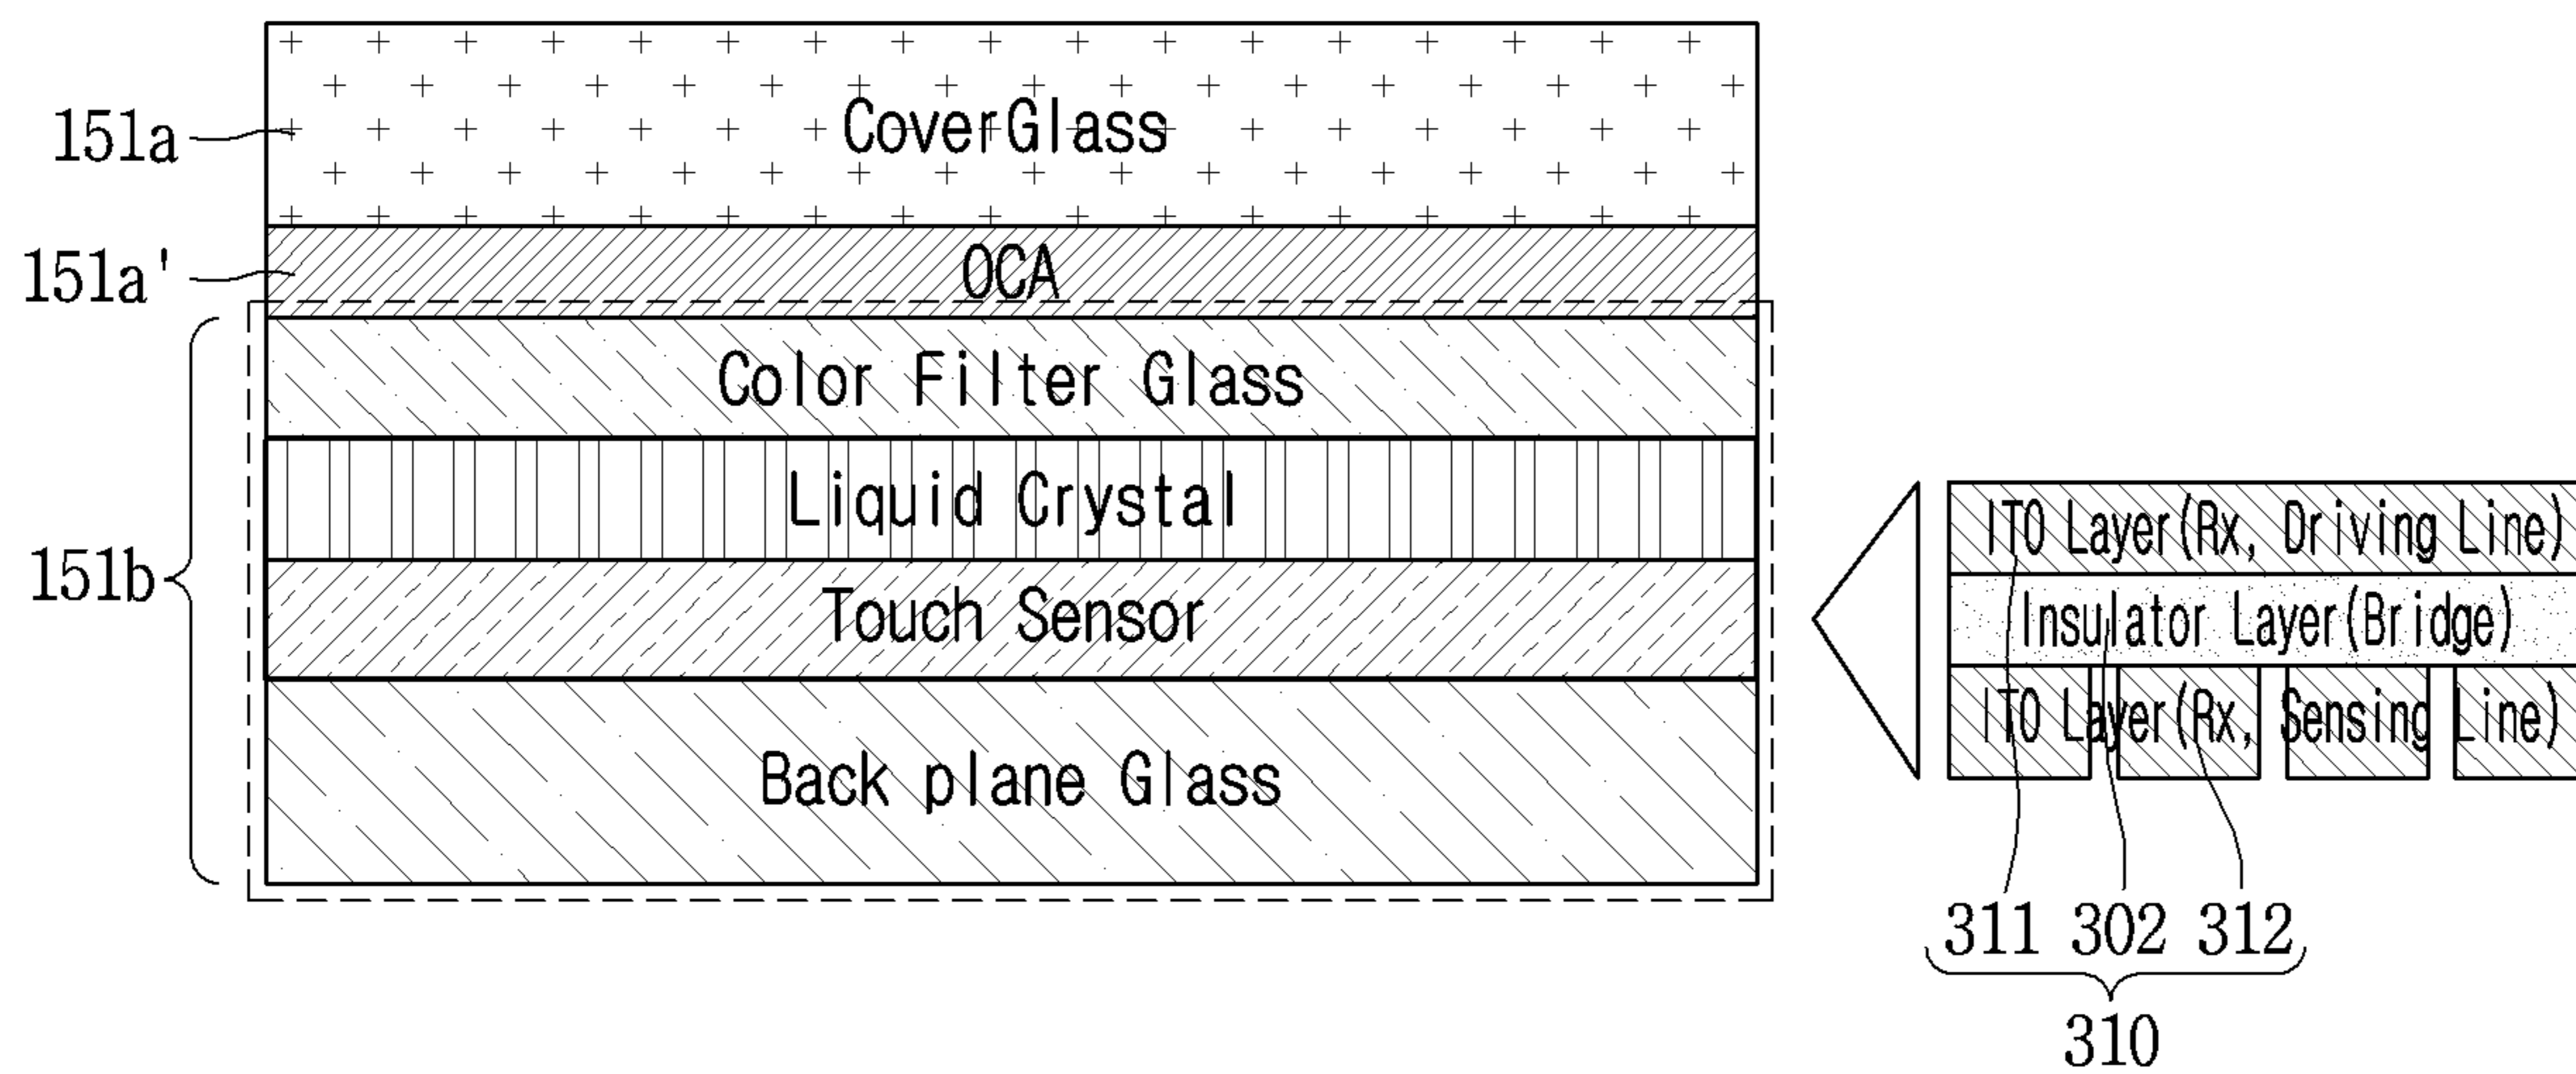 151a
CoverGlass
151a'
OCA
151b
Color Filter Glass
Liquid Crystal
Touch Sensor
Back plane Glass
ITO Layer(Rx, Driving Line)
Insulator Layer(Bridge)
ITO Layer(Rx, Sensing Line)
311 302 312
310